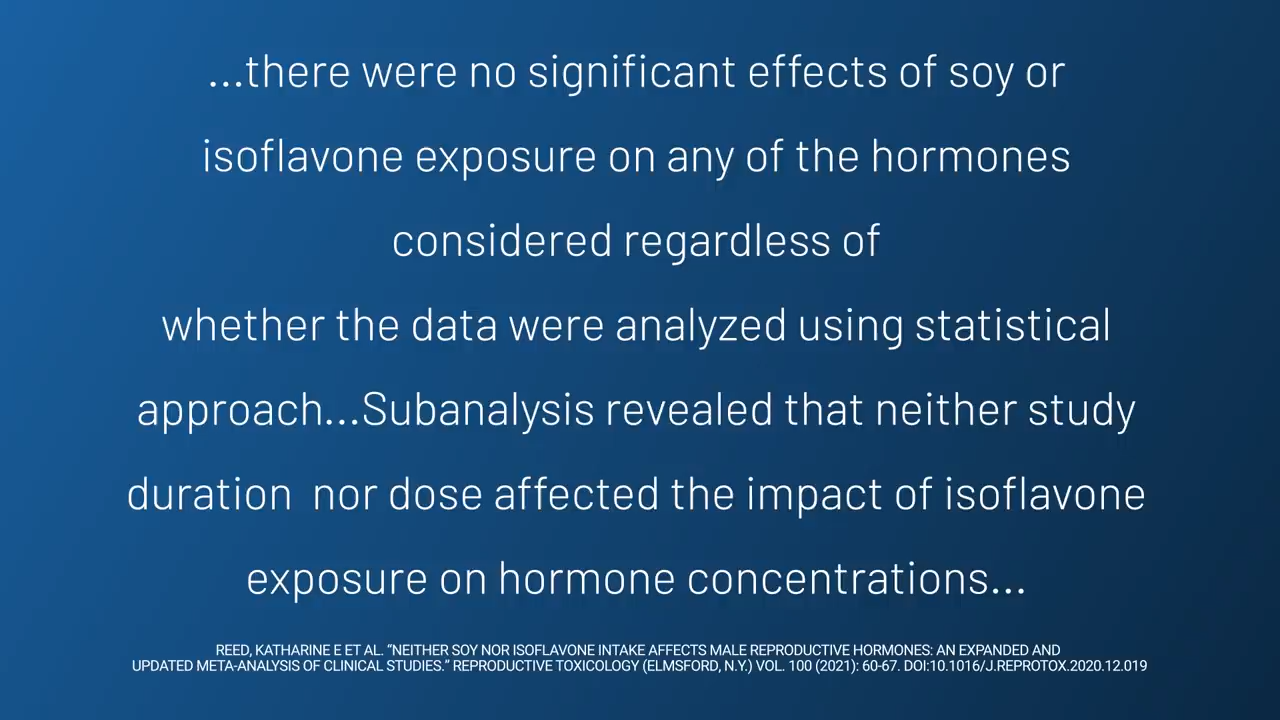 ...there were no significant effects of soy or
isoflavone exposure on any of the hormones
considered regardless of
whether the data were analyzed using statistical
approach...Subanalysis revealed that neither study
duration  nor dose affected the impact of isoflavone
exposure on hormone concentrations...
REED, KATHARINE E ET AL. “NEITHER SOY NOR ISOFLAVONE INTAKE AFFECTS MALE REPRODUCTIVE HORMONES: AN EXPANDED AND
UPDATED META-ANALYSIS OF CLINICAL STUDIES.” REPRODUCTIVE TOXICOLOGY (ELMSFORD, N.Y.) VOL. 100 (2021): 60-67. DOI:10.1016/J.REPROTOX.2020.12.019